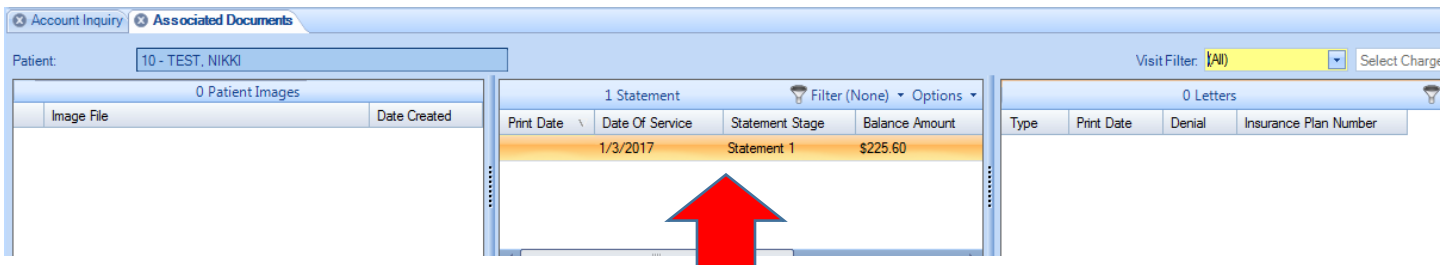 Account Inquiry Associated Documents
Patient: 10 - TEST, NIKKI Visit Filter: (All) Select Charge
0 Patient Images
Image File Date Created
1 Statement Filter (None) Options
Print Date Date Of Service Statement Stage Balance Amount
1/3/2017 Statement 1 $225.60
0 Letters
Type Print Date Denial Insurance Plan Number